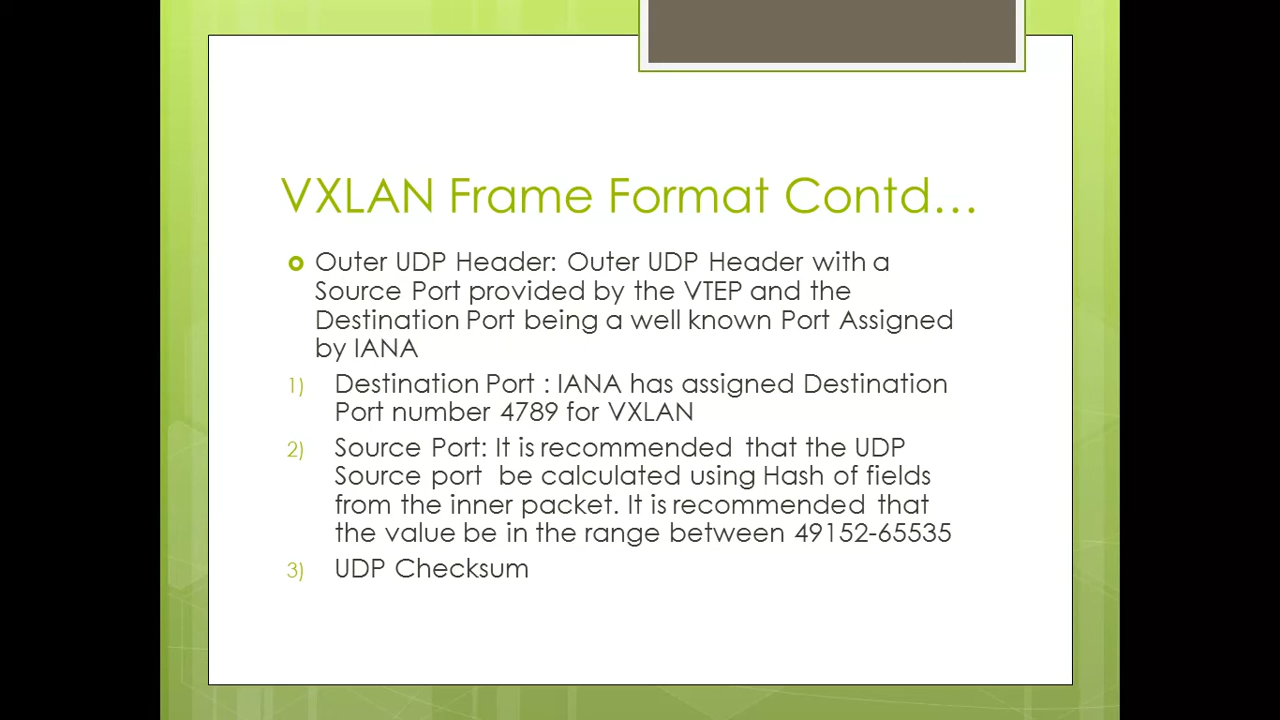 VXLAN Frame Format Contd...
Outer UDP Header: Outer UDP Header with a
Source Port provided by the VTEP and the
Destination Port being a well known Port Assigned
by IANA
1) Destination Port : IANA has assigned Destination
Port number 4789 for VXLAN
2) Source Port: It is recommended that the UDP
Source port be calculated using Hash of fields
from the inner packet. It is recommended that
the value be in the range between 49152-65535
3) UDP Checksum